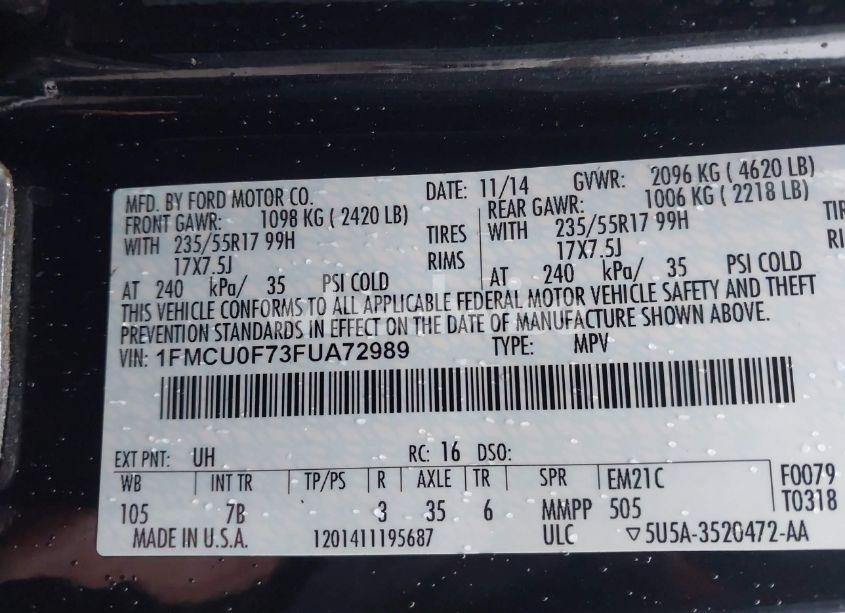 MFD. BY FORD MOTOR CO. DATE: 11/14 GVWR: 2096 KG ( 4620 LB)
FRONT GAWR: 1098 KG ( 2420 LB) REAR GAWR: 1006 KG ( 2218 LB)
WITH 235/55R17 99H TIRES WITH 235/55R17 99H
17X7.5J RIMS 17X7.5J
AT 240 kPa/ 35 PSI COLD AT 240 kPa/ 35 PSI COLD
THIS VEHICLE CONFORMS TO ALL APPLICABLE FEDERAL MOTOR VEHICLE SAFETY AND THEFT
PREVENTION STANDARDS IN EFFECT ON THE DATE OF MANUFACTURE SHOWN ABOVE.
VIN: 1FMCU0F73FUA72989 TYPE: MPV
EXT PNT: UH RC: 16 DSO:
WB INT TR TP/PS R AXLE TR SPR EM21C F0079
105 7B 3 35 6 MMPP 505 T0318
MADE IN U.S.A. 1201411195687 ULC ▽5U5A-3520472-AA